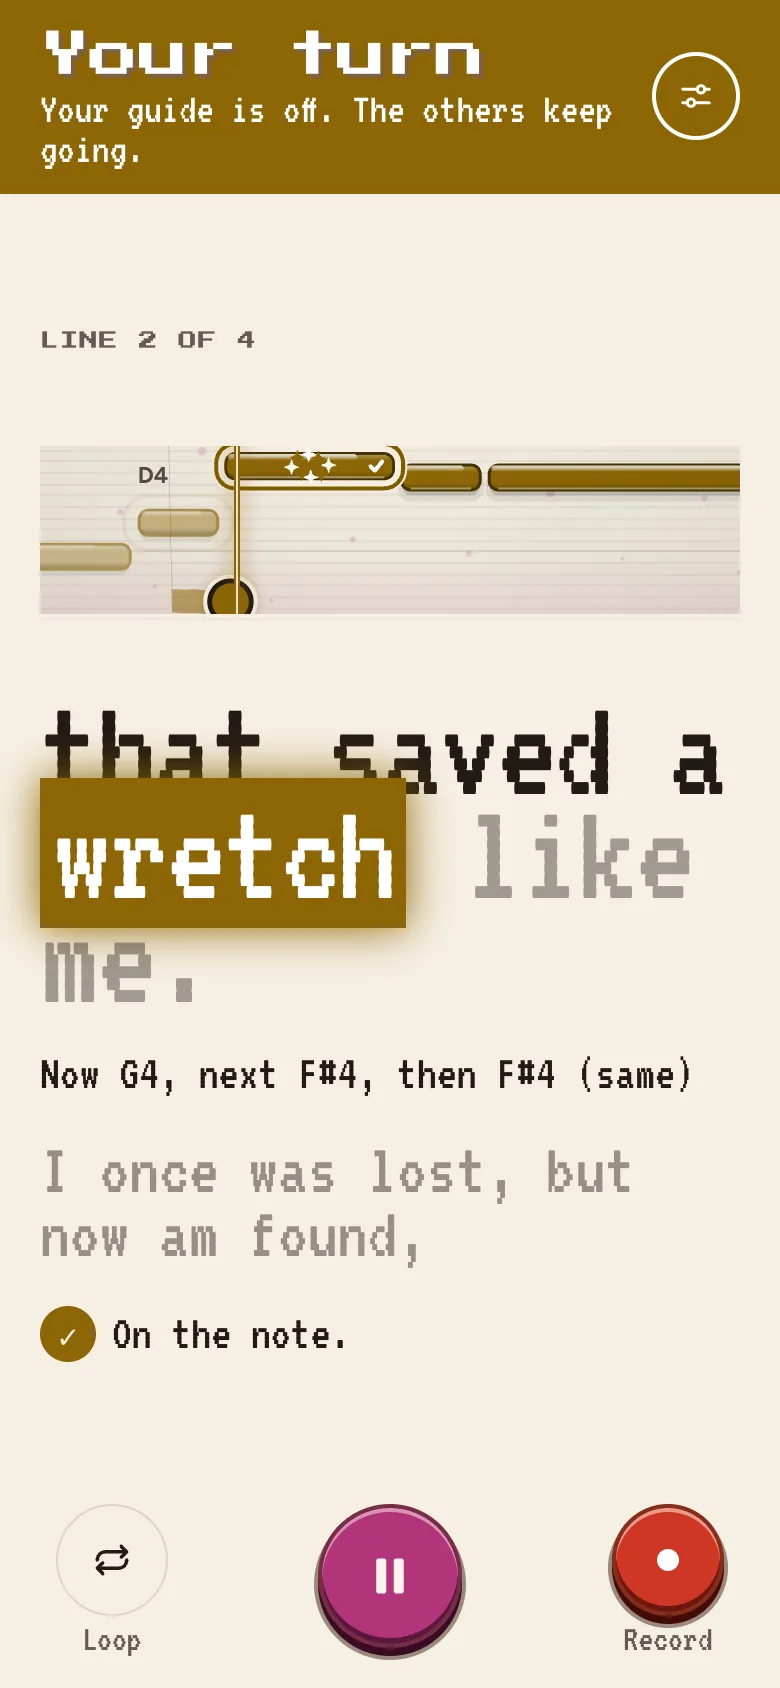 Your turn
Your guide is off. The others keep
going.
LINE 2 OF 4
D4
that saved a
wretch like
me.
Now G4, next F#4, then F#4 (same)
I once was lost, but
now am found,
✓ On the note.
Loop
Record